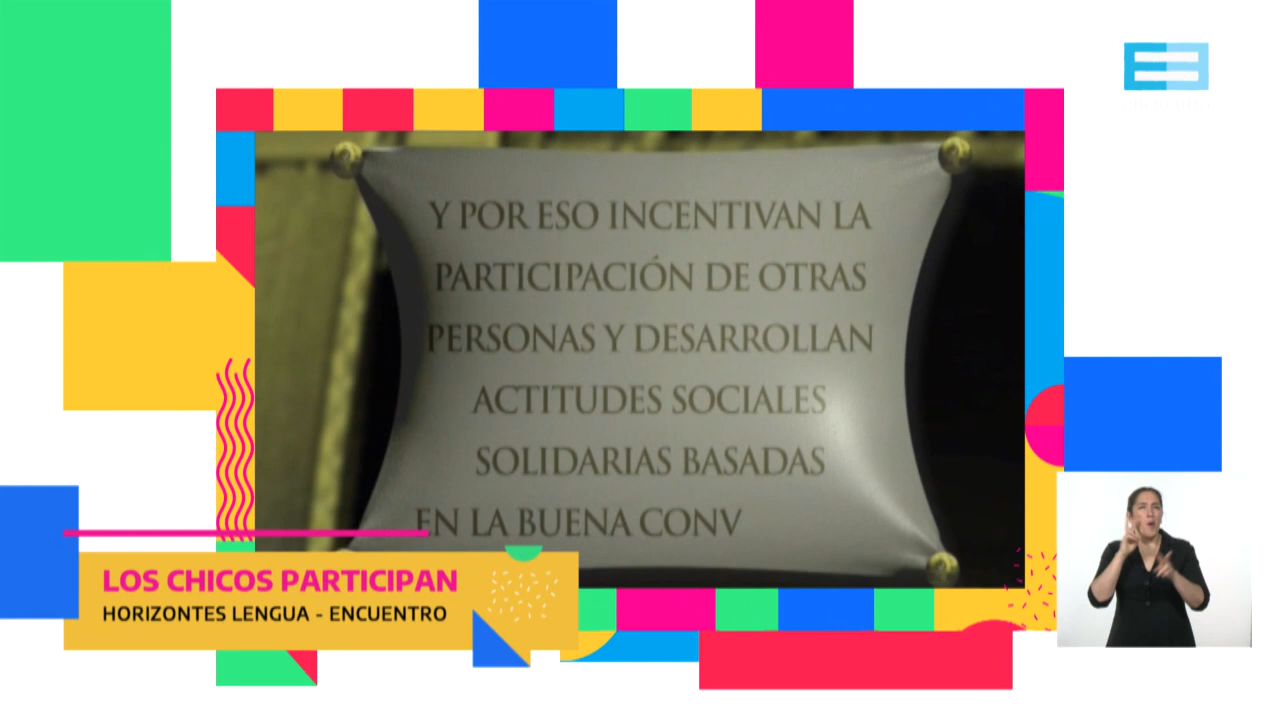 Y POR ESO INCENTIVAN LA
PARTICIPACIÓN DE OTRAS
PERSONAS Y DESARROLLAN
ACTITUDES SOCIALES
SOLIDARIAS BASADAS
EN LA BUENA CONV
LOS CHICOS PARTICIPAN
HORIZONTES LENGUA - ENCUENTRO